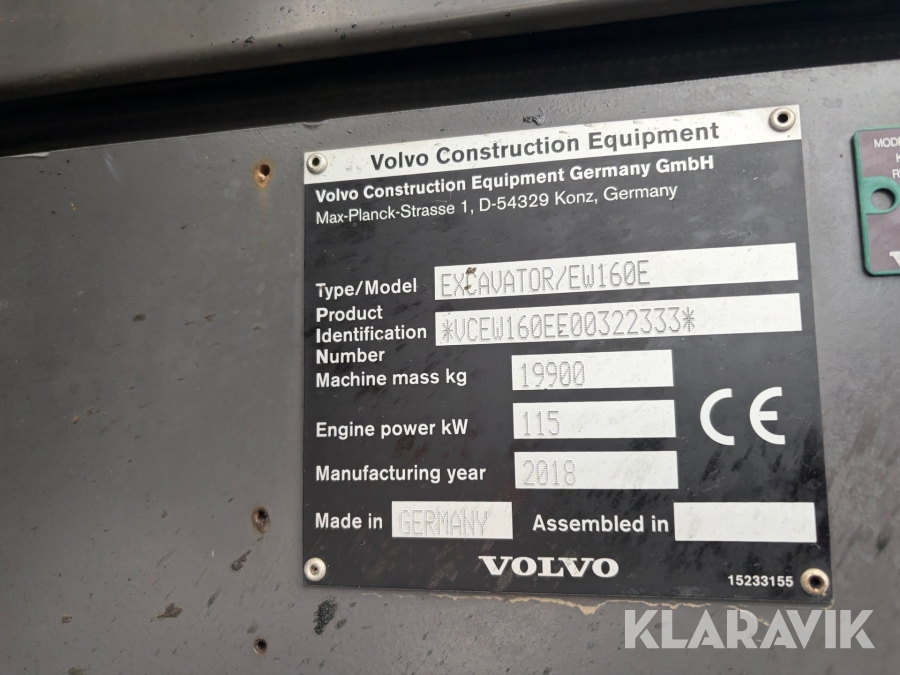 Volvo Construction Equipment
Volvo Construction Equipment Germany GmbH
Max-Planck-Strasse 1, D-54329 Konz, Germany
Type/Model EXCAVATOR/EW160E
Product
Identification *VCEW160EE00322333*
Number
Machine mass kg 19900
Engine power kW 115
CE
Manufacturing year 2018
Made in GERMANY Assembled in
VOLVO
15233155
MODE
KLARAVIK